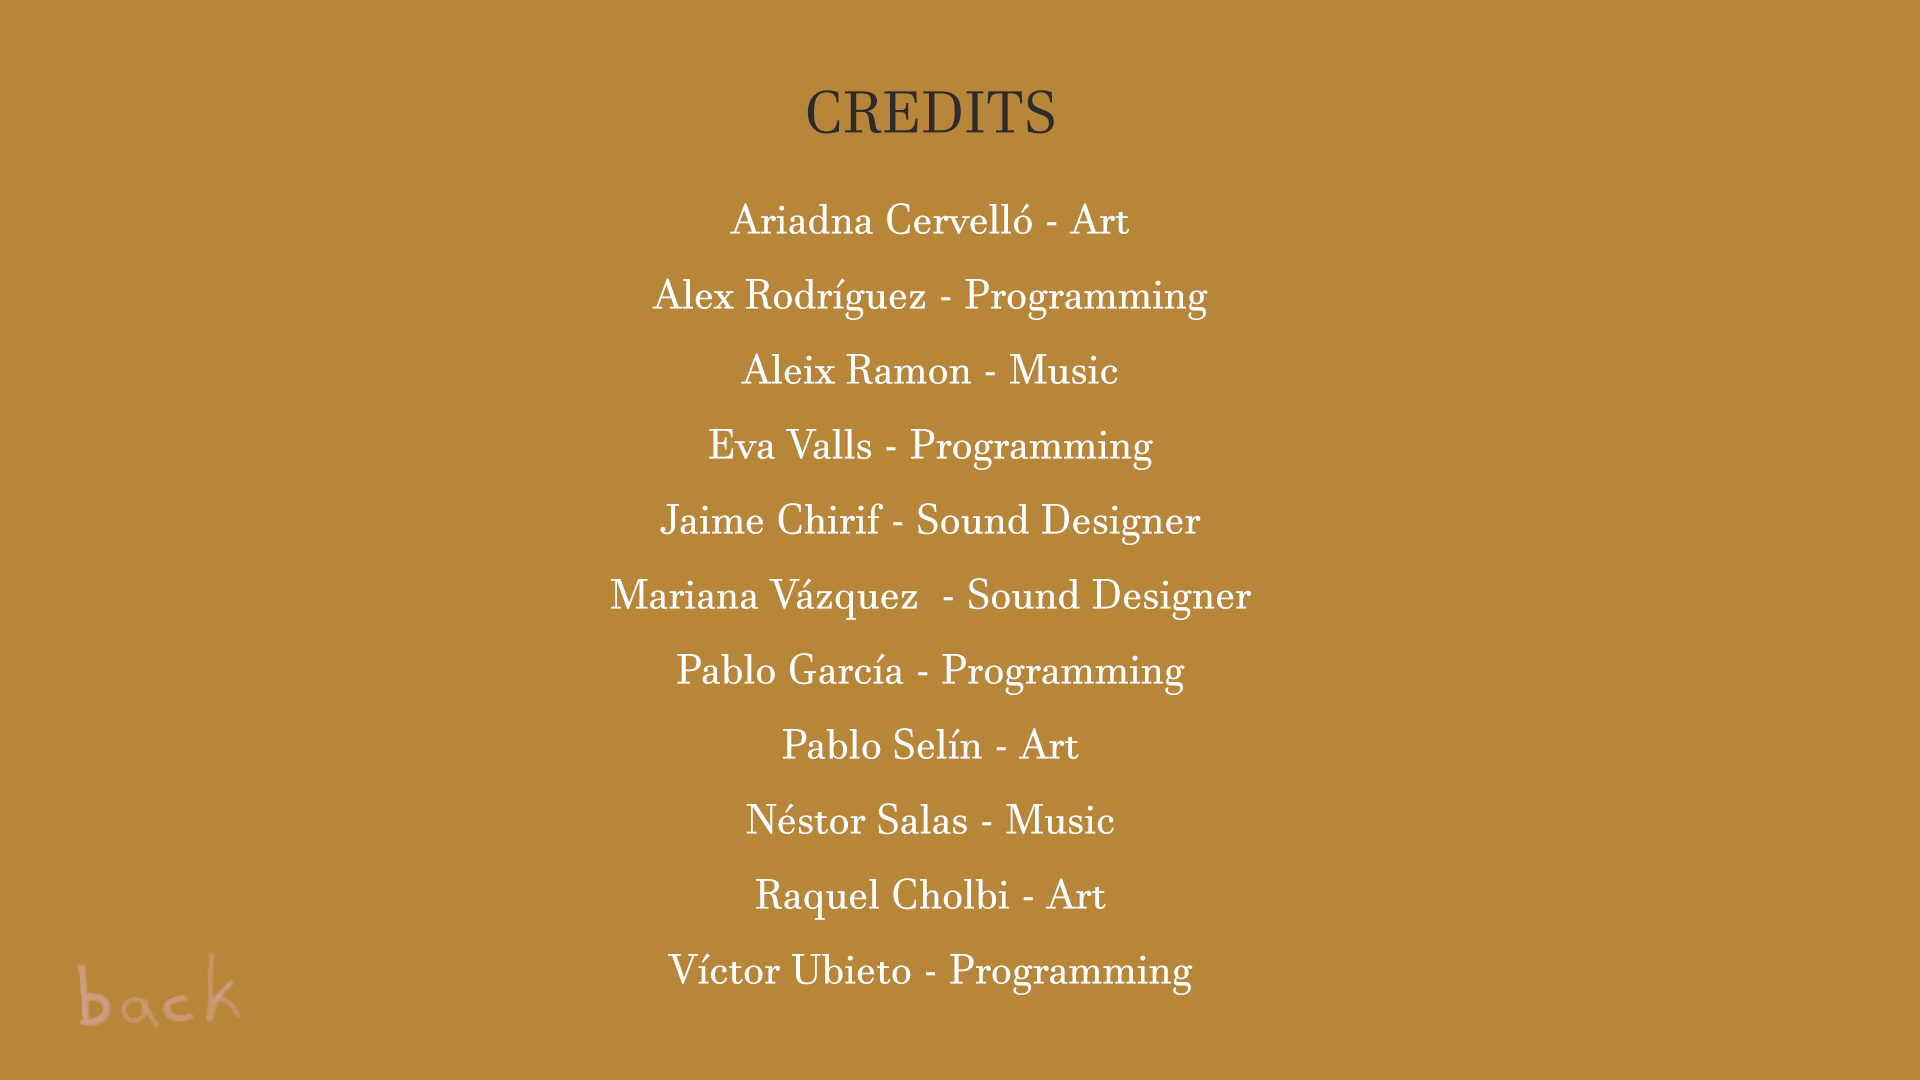 CREDITS
Ariadna Cervelló - Art
Alex Rodríguez - Programming
Aleix Ramon - Music
Eva Valls - Programming
Jaime Chirif - Sound Designer
Mariana Vázquez  - Sound Designer
Pablo García - Programming
Pablo Selín - Art
Néstor Salas - Music
Raquel Cholbi - Art
Víctor Ubieto - Programming
back